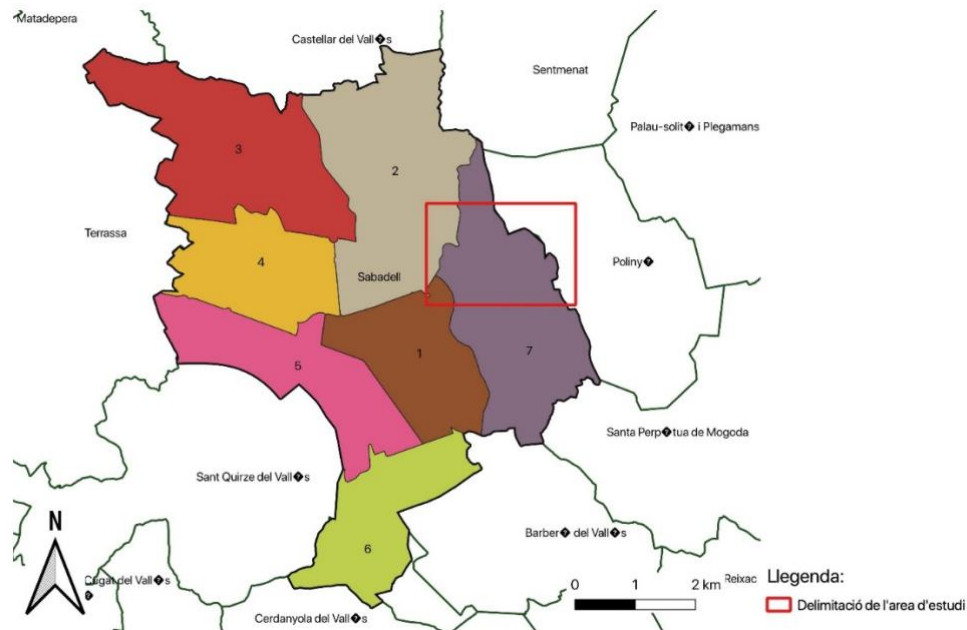 Matadepera
Castellar del Vall�s
Sentmenat
Palau-solit� i Plegamans
3
2
Terrassa
4
Sabadell
Poliny�
1
7
5
Santa Perp�tua de Mogoda
Sant Quirze del Vall�s
N
6
Barber� del Vall�s
Cugat del Vall�s
�
0 1 2 km
Reixac
Llegenda:
Delimitació de l'area d'estudi
Cerdanyola del Vall�s